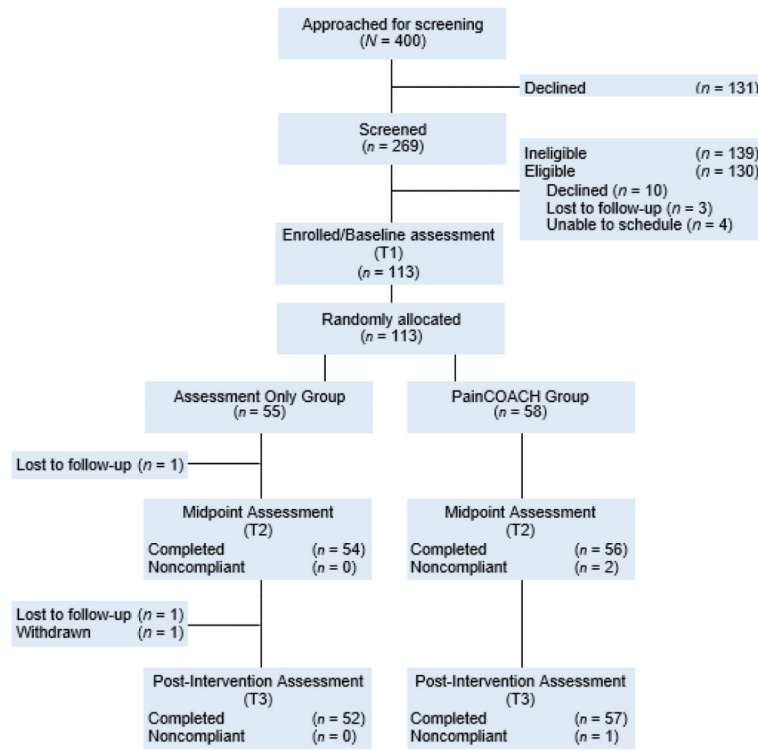 Approached for screening
(N = 400)
Declined (n = 131)
Screened
(n = 269)
Ineligible (n = 139)
Eligible (n = 130)
Declined (n = 10)
Lost to follow-up (n = 3)
Unable to schedule (n = 4)
Enrolled/Baseline assessment
(T1)
(n = 113)
Randomly allocated
(n = 113)
Assessment Only Group
(n = 55)
PainCOACH Group
(n = 58)
Lost to follow-up (n = 1)
Midpoint Assessment
(T2)
Completed (n = 54)
Noncompliant (n = 0)
Midpoint Assessment
(T2)
Completed (n = 56)
Noncompliant (n = 2)
Lost to follow-up (n = 1)
Withdrawn (n = 1)
Post-Intervention Assessment
(T3)
Completed (n = 52)
Noncompliant (n = 0)
Post-Intervention Assessment
(T3)
Completed (n = 57)
Noncompliant (n = 1)